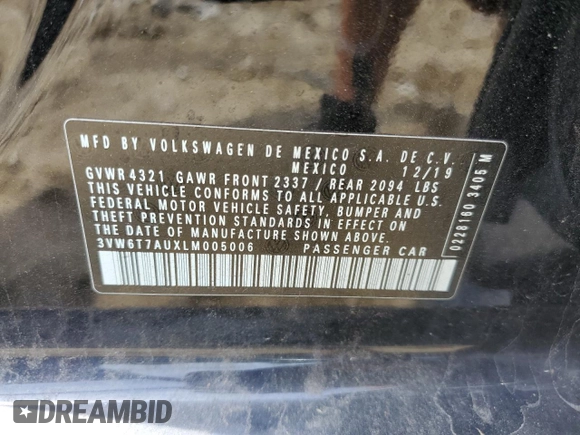 MFD BY VOLKSWAGEN DE MEXICO S.A. DE C.V.
MEXICO 12/19
GVWR 4321 GAWR FRONT 2337 / REAR 2094 LBS
THIS VEHICLE CONFORMS TO ALL APPLICABLE U.S.
FEDERAL MOTOR VEHICLE SAFETY, BUMPER, AND
THEFT PREVENTION STANDARDS IN EFFECT ON
THE DATE OF MANUFACTURE SHOWN ABOVE.
3VW6T7AUXLM005006 PASSENGER CAR
0228160 3405 M
DREAMBID